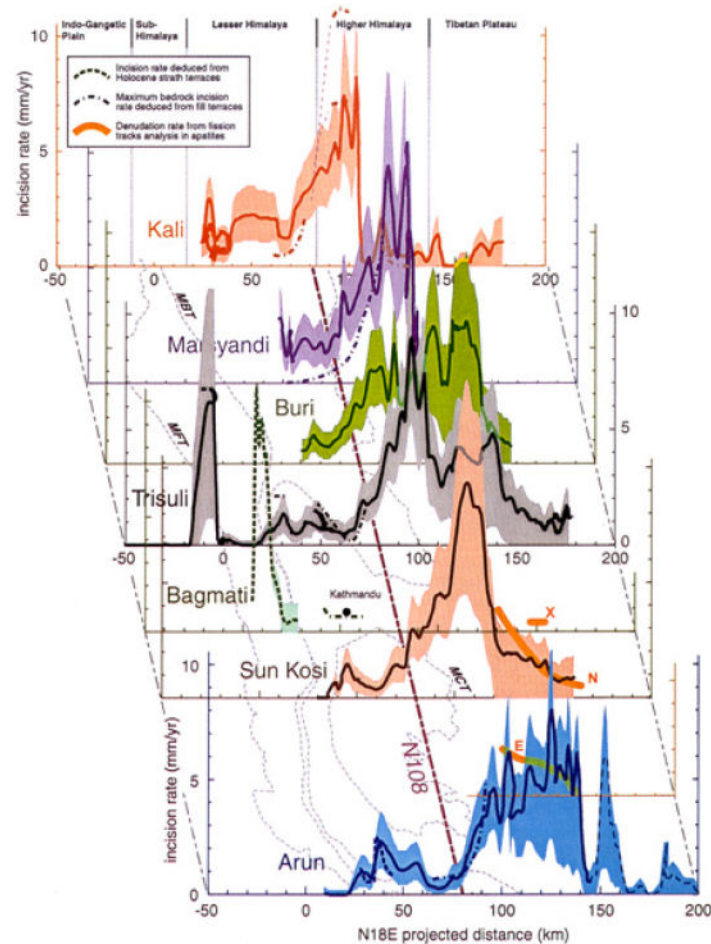 Indo-Gangetic Plain
Sub-Himalaya
Lesser Himalaya
Higher Himalaya
Tibetan Plateau
Incision rate deduced from
Holocene strath terraces
Maximum bedrock incision
rate deduced from fill terraces
Denudation rate from fission
tracks analysis in apatites
incision rate (mm/yr)
10
5
0
Kali
-50 0 50 100 150 200
MBT
Marsyandi
Buri
MFT
Trisuli
10
5
0
-50 0 50 100 150 200
Bagmati
Kathmandu
X
Sun Kosi
MCT
N
N108
E
incision rate (mm/yr)
10
5
0
Arun
-50 0 50 100 150 200
N18E projected distance (km)